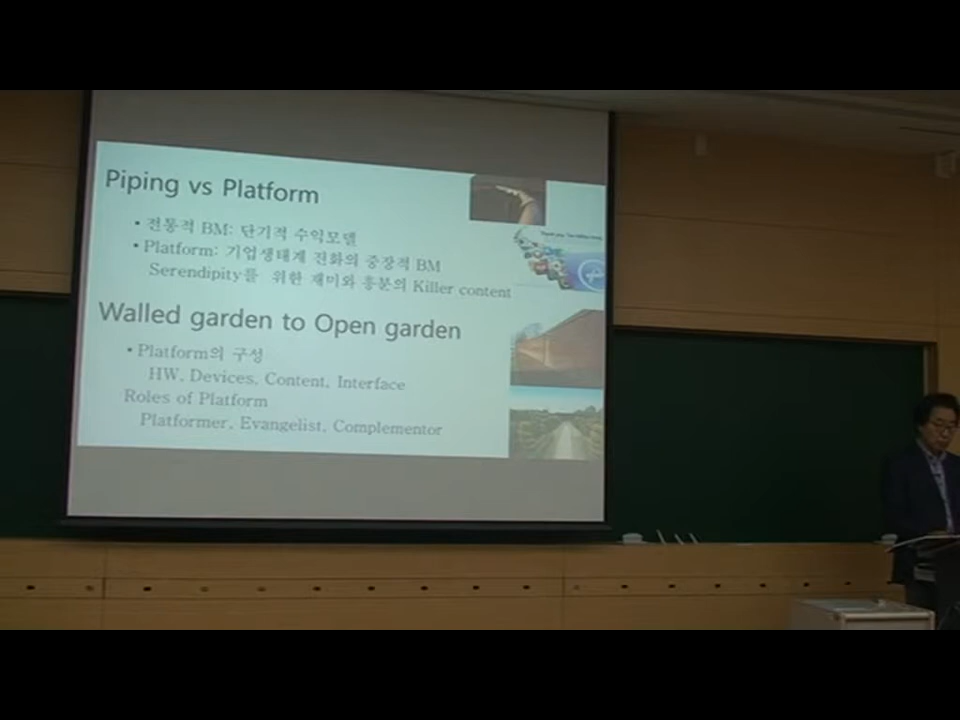 Piping vs Platform
• 전통적 BM: 단기적 수익모델
• Platform: 기업생태계 진화의 중장적 BM
Serendipity를 위한 재미와 흥분의 Killer content
Walled garden to Open garden
• Platform의 구성
HW, Devices, Content, Interface
Roles of Platform
Platformer, Evangelist, Complementor